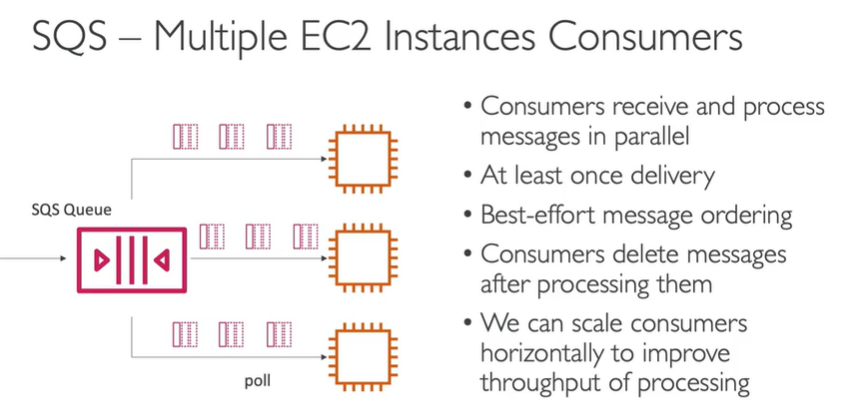 SQS – Multiple EC2 Instances Consumers
SQS Queue
poll
• Consumers receive and process
messages in parallel
• At least once delivery
• Best-effort message ordering
• Consumers delete messages
after processing them
• We can scale consumers
horizontally to improve
throughput of processing